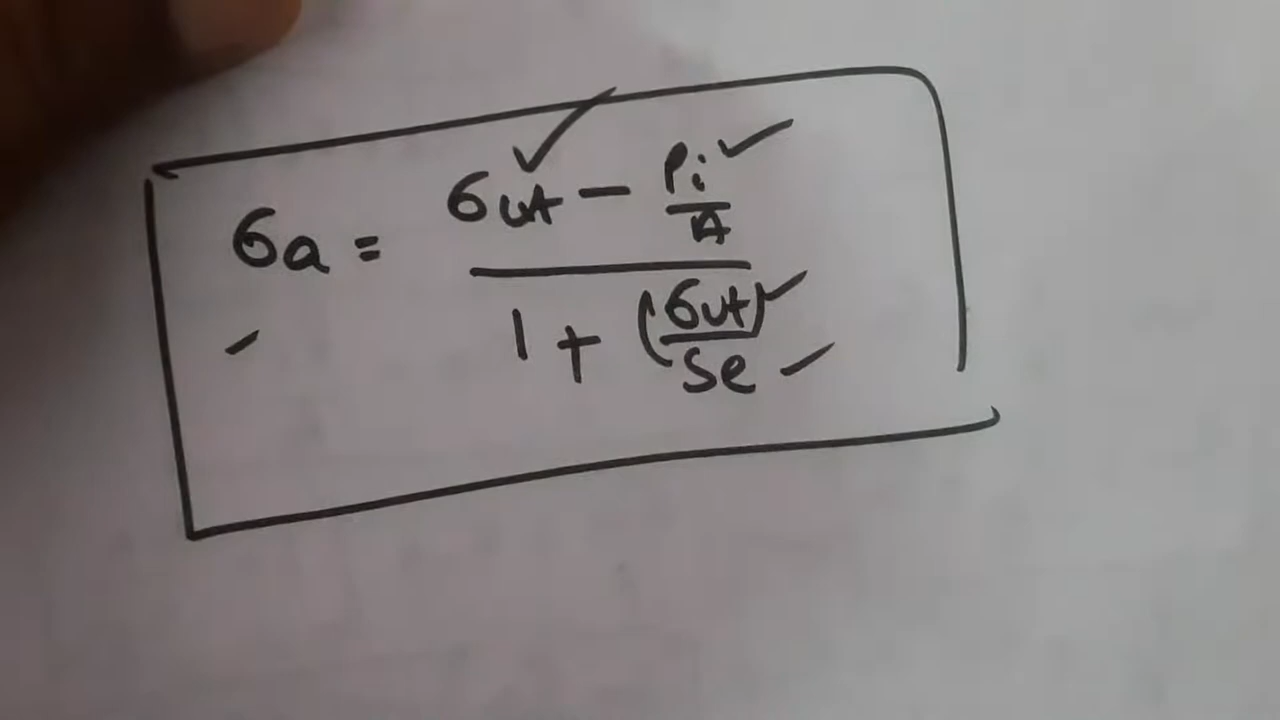 σa = σut - Pi/A
1 + (σut/Se)